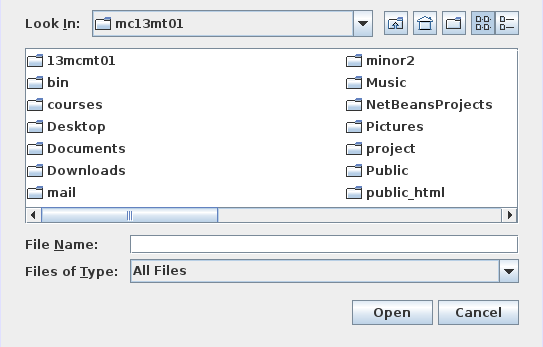 Look In: mc13mt01
13mcmt01
bin
courses
Desktop
Documents
Downloads
mail
minor2
Music
NetBeansProjects
Pictures
project
Public
public_html
File Name:
Files of Type: All Files
Open Cancel